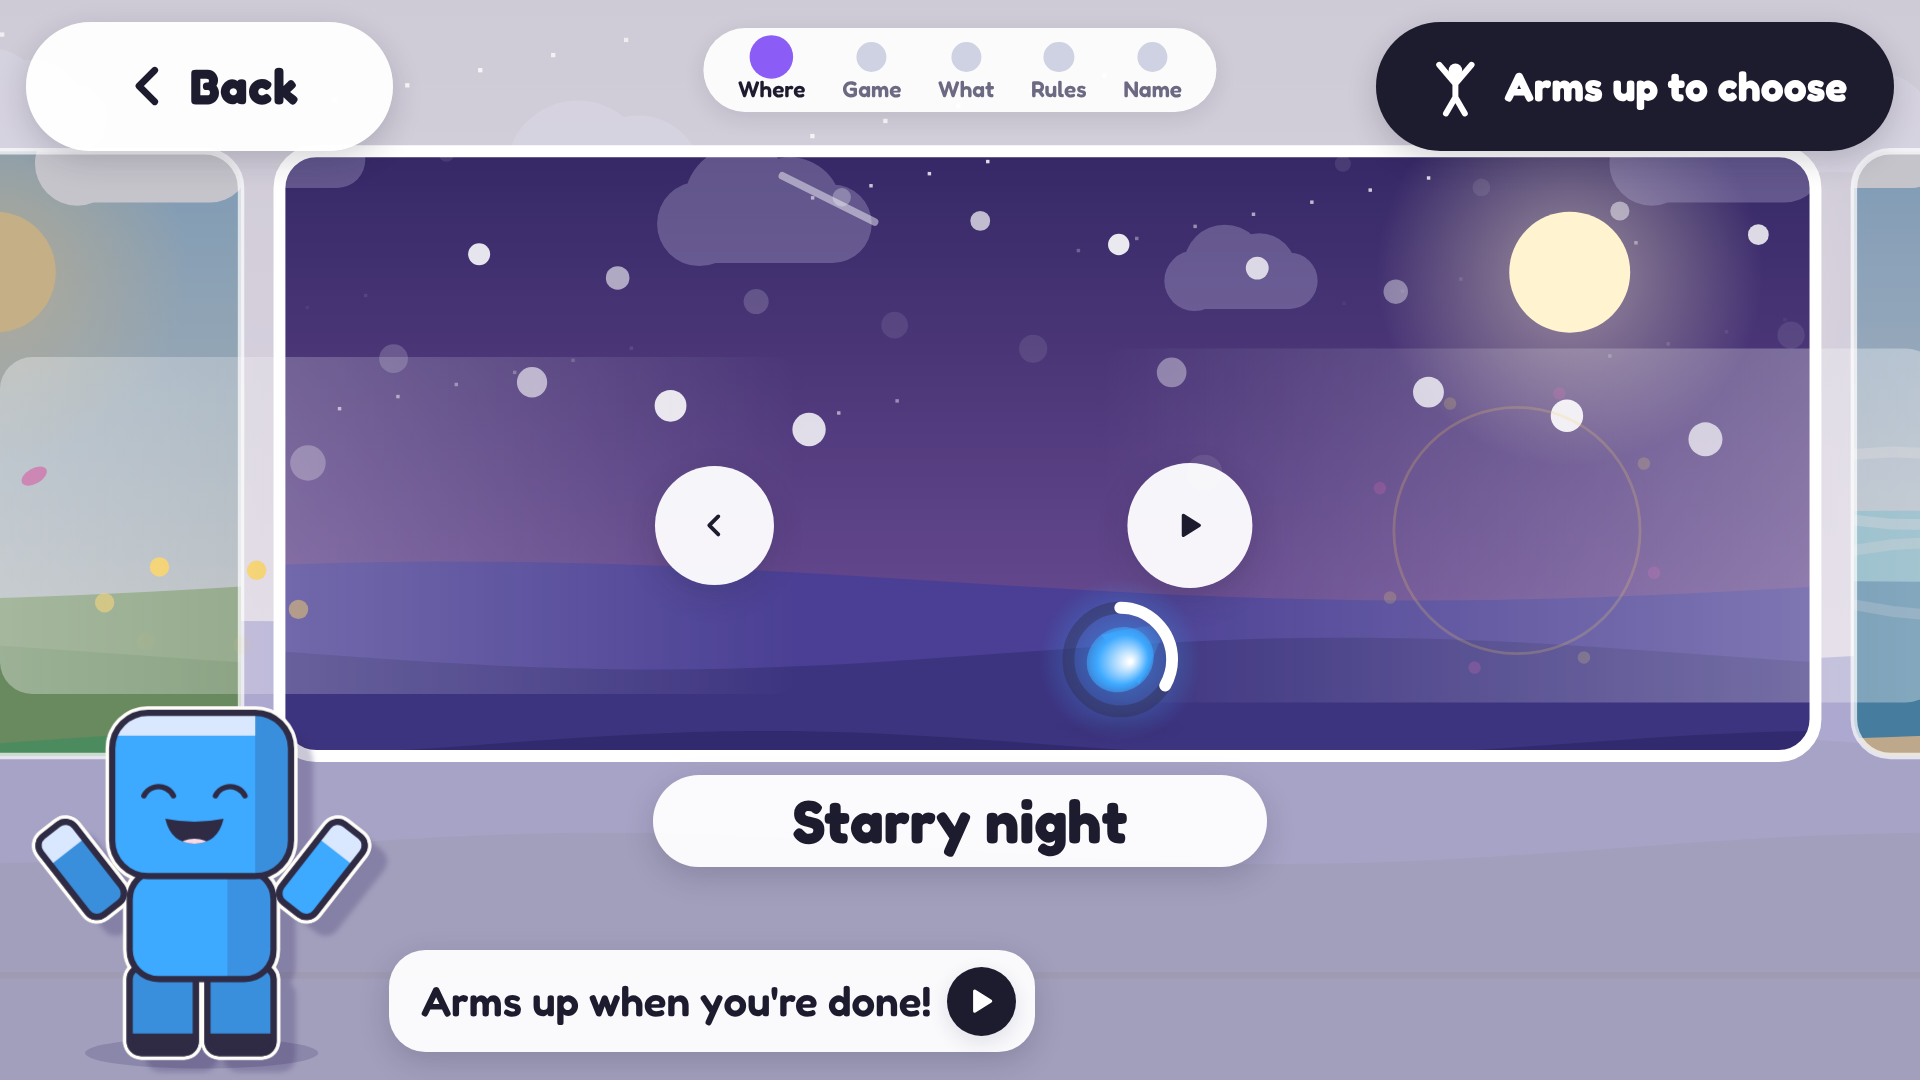 Back
Where
Game
What
Rules
Name
Arms up to choose
Starry night
Arms up when you're done!